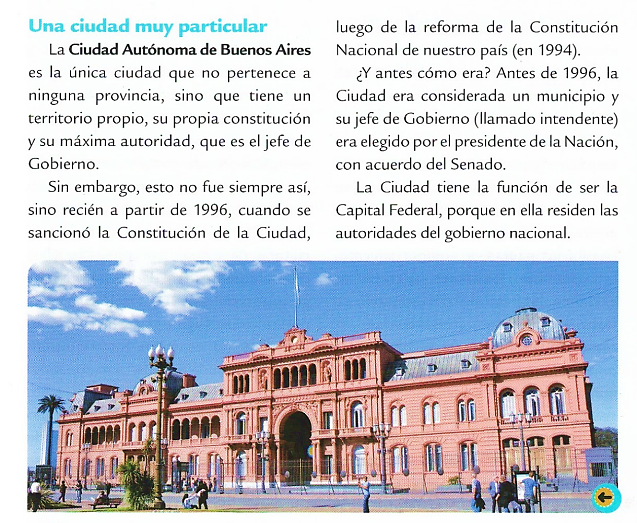 Una ciudad muy particular
La Ciudad Autónoma de Buenos Aires
es la única ciudad que no pertenece a
ninguna provincia, sino que tiene un
territorio propio, su propia constitución
y su máxima autoridad, que es el jefe de
Gobierno.
Sin embargo, esto no fue siempre así,
sino recién a partir de 1996, cuando se
sancionó la Constitución de la Ciudad,
luego de la reforma de la Constitución
Nacional de nuestro país (en 1994).
¿Y antes cómo era? Antes de 1996, la
Ciudad era considerada un municipio y
su jefe de Gobierno (llamado intendente)
era elegido por el presidente de la Nación,
con acuerdo del Senado.
La Ciudad tiene la función de ser la
Capital Federal, porque en ella residen las
autoridades del gobierno nacional.